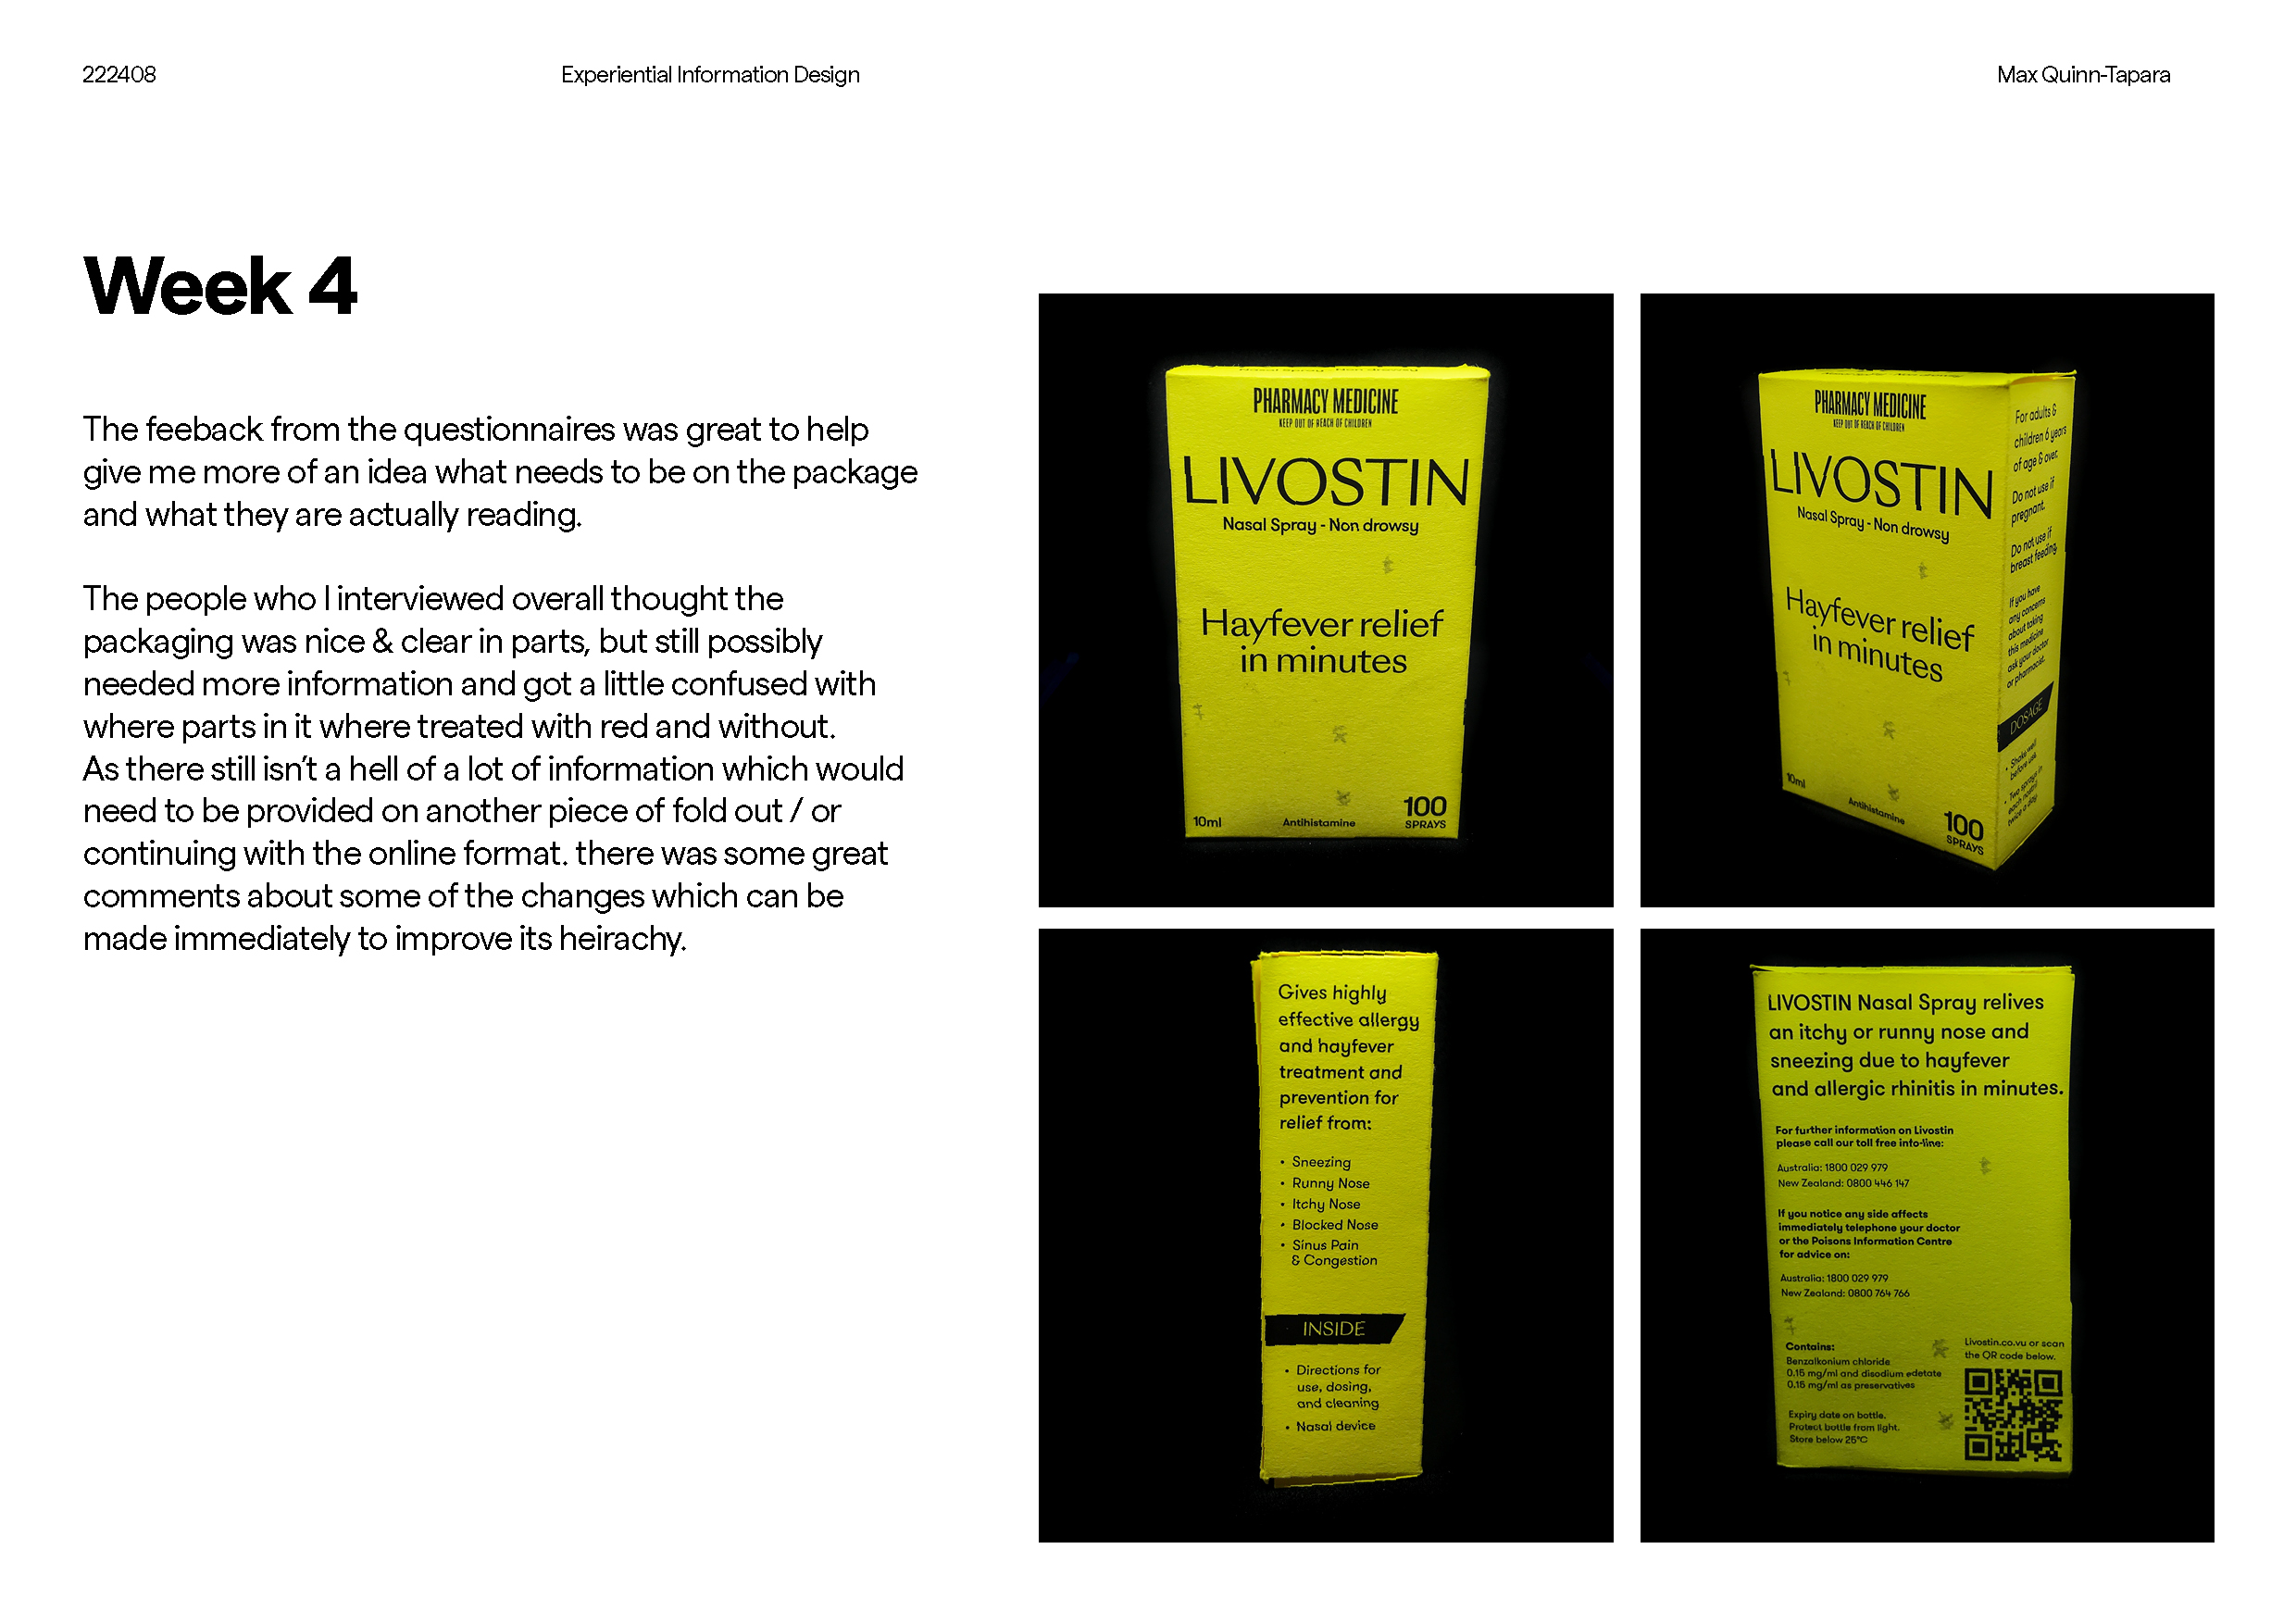 222408
Experiential Information Design
Max Quinn-Tapara
Week 4
The feeback from the questionnaires was great to help
give me more of an idea what needs to be on the package
and what they are actually reading.
The people who I interviewed overall thought the
packaging was nice & clear in parts, but still possibly
needed more information and got a little confused with
where parts in it where treated with red and without.
As there still isn't a hell of a lot of information which would
need to be provided on another piece of fold out / or
continuing with the online format. there was some great
comments about some of the changes which can be
made immediately to improve its heirachy.
PHARMACY MEDICINE
KEEP OUT OF REACH OF CHILDREN
LIVOSTIN
Nasal Spray - Non drowsy
Hayfever relief
in minutes
10ml
Antihistamine
100
SPRAYS
PHARMACY MEDICINE
KEEP OUT OF REACH OF CHILDREN
LIVOSTIN
Nasal Spray - Non drowsy
Hayfever relief
in minutes
10ml
Antihistamine
100
SPRAYS
For adults &
children 6 years
of age & over.
Do not use if
pregnant.
Do not use if
breast feeding.
If you have
any concerns
about taking
this medicine
ask your doctor
or pharmacist.
DOSAGE
• Shake well
before use.
• Two sprays in
each nostril
twice a day.
Gives highly
effective allergy
and hayfever
treatment and
prevention for
relief from:
• Sneezing
• Runny Nose
• Itchy Nose
• Blocked Nose
• Sinus Pain
& Congestion
INSIDE
• Directions for
use, dosing,
and cleaning
• Nasal device
LIVOSTIN Nasal Spray relives
an itchy or runny nose and
sneezing due to hayfever
and allergic rhinitis in minutes.
For further information on Livostin
please call our toll free info-line:
Australia: 1800 029 979
New Zealand: 0800 446 147
If you notice any side affects
immediately telephone your doctor
or the Poisons Information Centre
for advice on:
Australia: 1800 029 979
New Zealand: 0800 764 766
Contains:
Benzalkonium chloride
0.15 mg/ml and disodium edetate
0.15 mg/ml as preservatives
Expiry date on bottle.
Protect bottle from light.
Store below 25°C
Livostin.co.vu or scan
the QR code below.